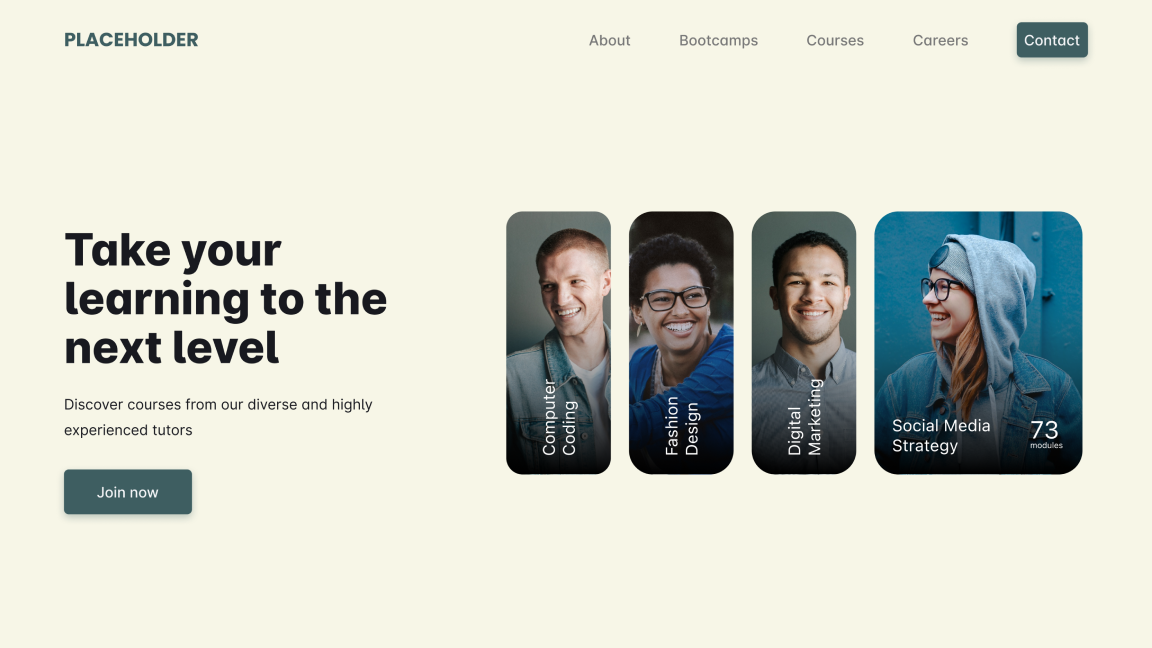 PLACEHOLDER
About
Bootcamps
Courses
Careers
Contact
Take your
learning to the
next level
Discover courses from our diverse and highly
experienced tutors
Join now
Computer
Coding
Fashion
Design
Digital
Marketing
Social Media
Strategy
73
modules